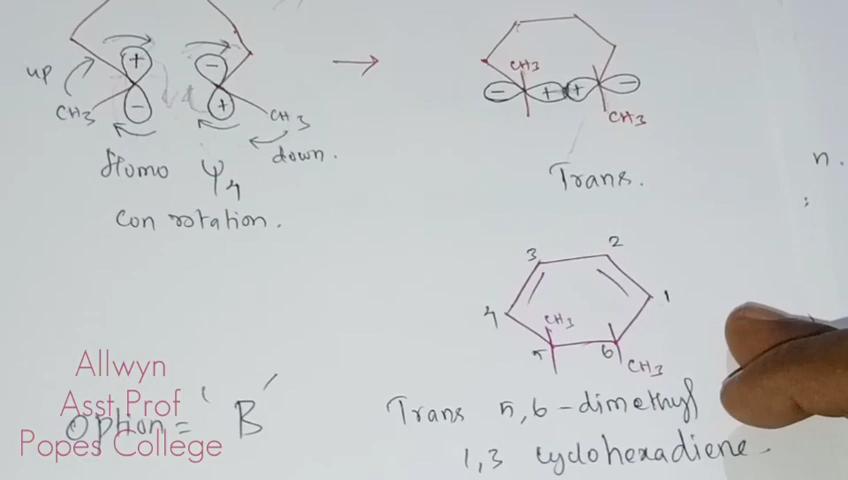 up
+ -
- +
CH3 CH3
down.
Homo ψ4
Con rotation.
CH3
- + + -
CH3
Trans.
n.
:
3 2
4 1
CH3
5 6
CH3
Trans 5,6-dimethyl
1,3 cyclohexadiene.
Option = 'B'
Allwyn
Asst Prof
Popes College